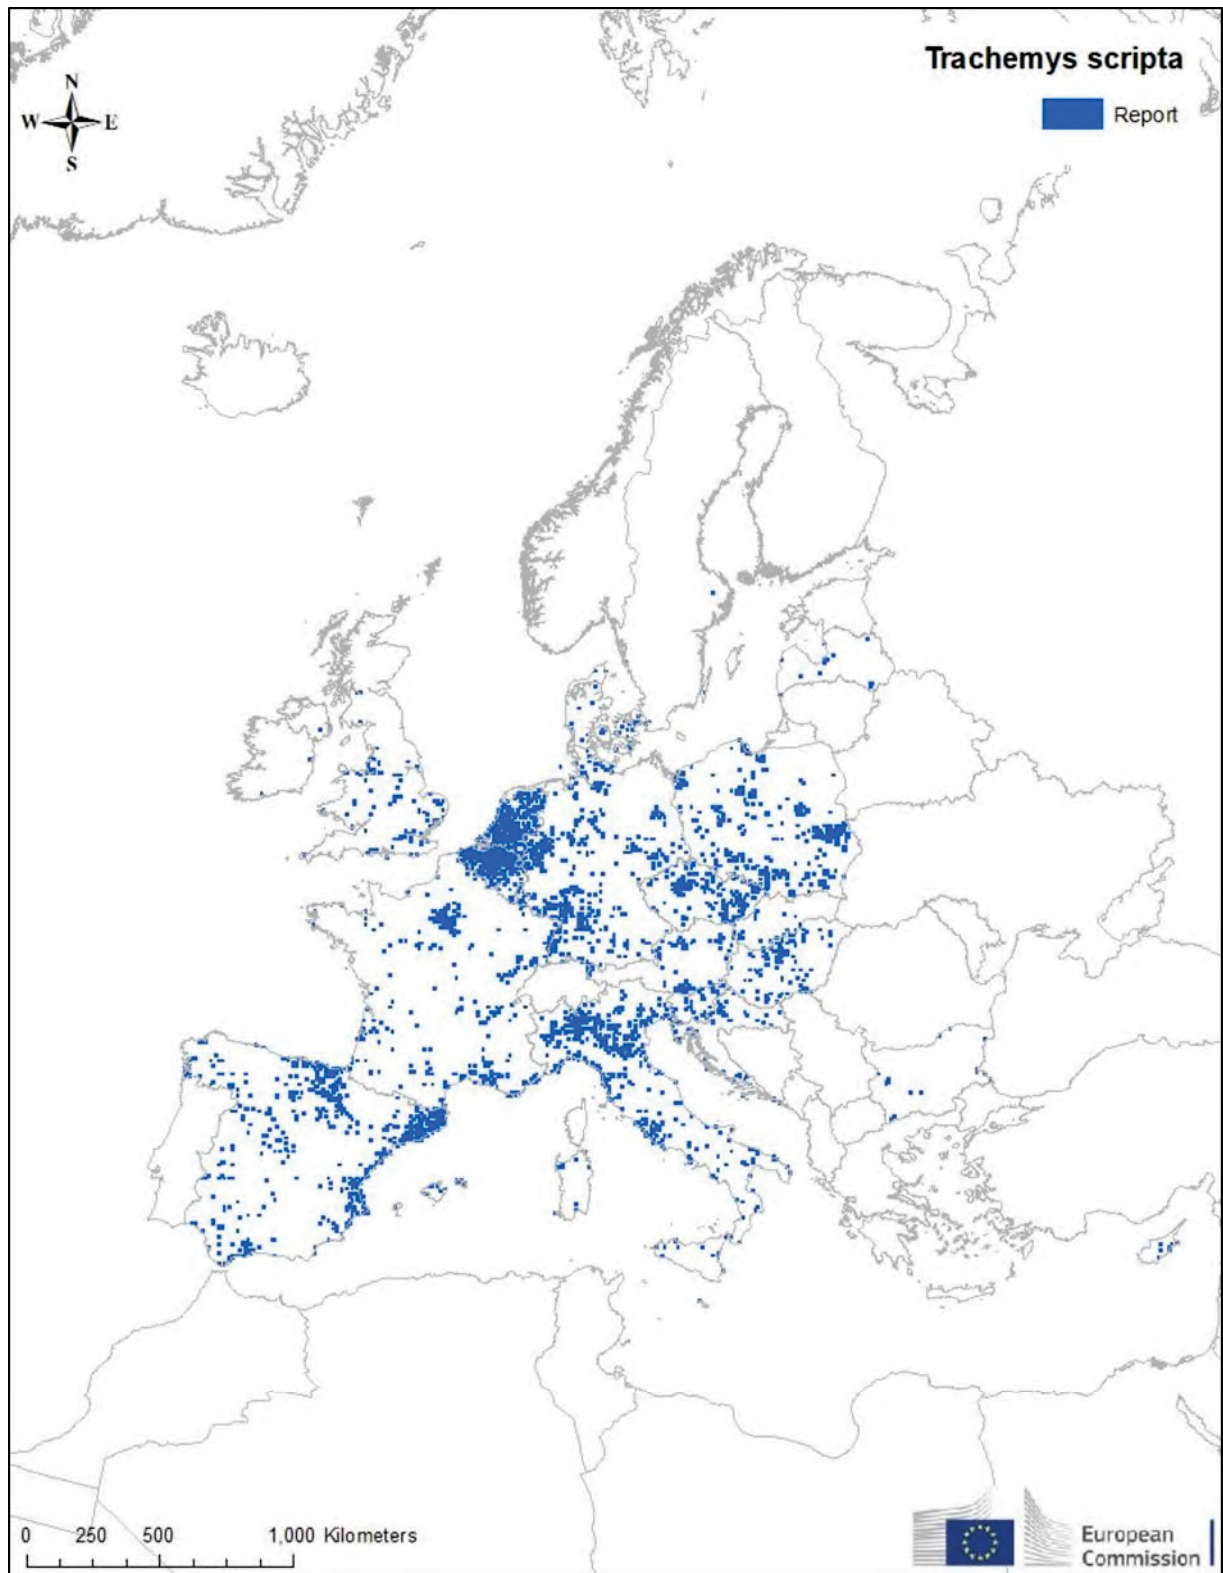 Trachemys scripta
Report
N
W E
S
0 250 500 1,000 Kilometers
European
Commission